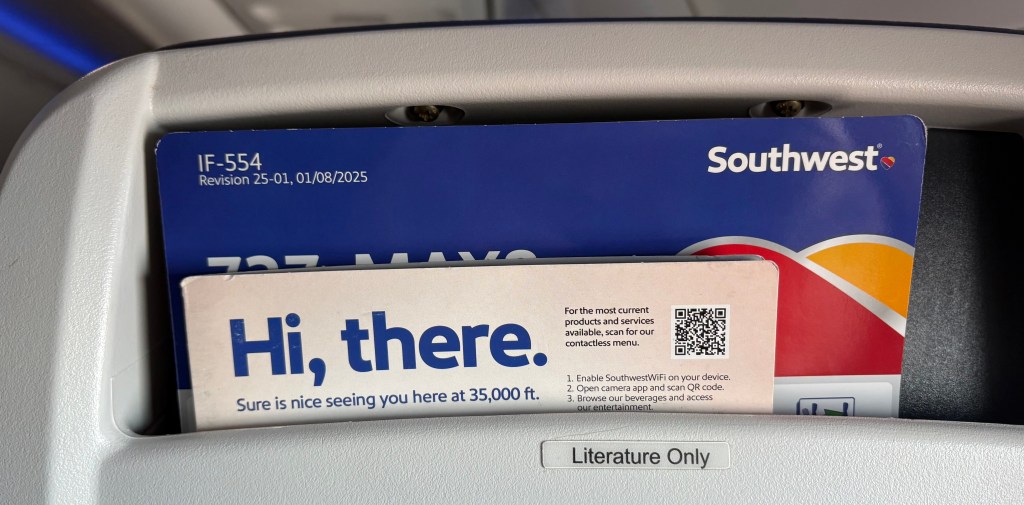 IF-554
Revision 25-01, 01/08/2025
Southwest®
737 MAX8
Hi, there.
Sure is nice seeing you here at 35,000 ft.
For the most current
products and services
available, scan for our
contactless menu.
1. Enable SouthwestWiFi on your device.
2. Open camera app and scan QR code.
3. Browse our beverages and access
our entertainment.
Literature Only